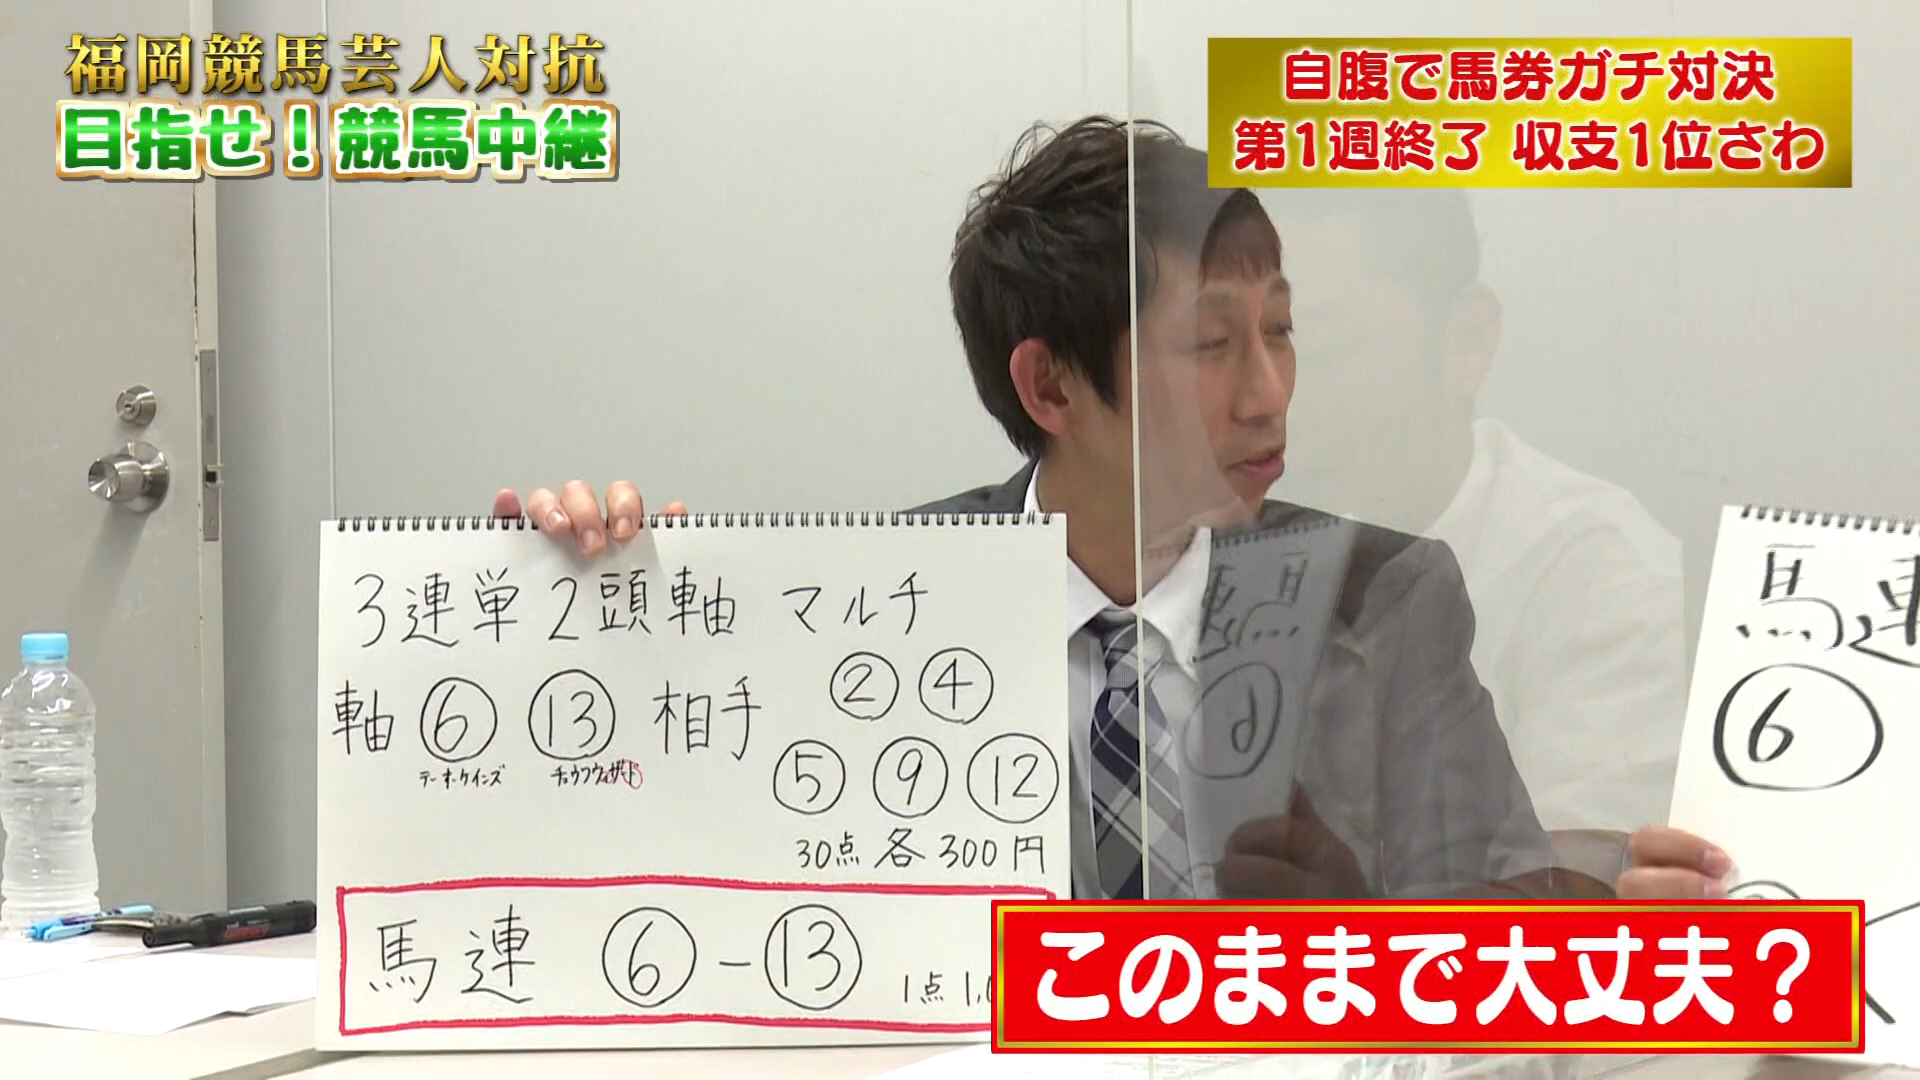 福岡競馬芸人対抗
目指せ！競馬中継
自腹で馬券ガチ対決
第1週終了 収支1位さわ
3連単2頭軸 マルチ
軸 ⑥ ⑬ 相手 ② ④
⑤ ⑨ ⑫
テーオーケインズ
チュウワウィザード
30点 各300円
馬連 ⑥-⑬ 1点
馬連
⑥
このままで大丈夫？